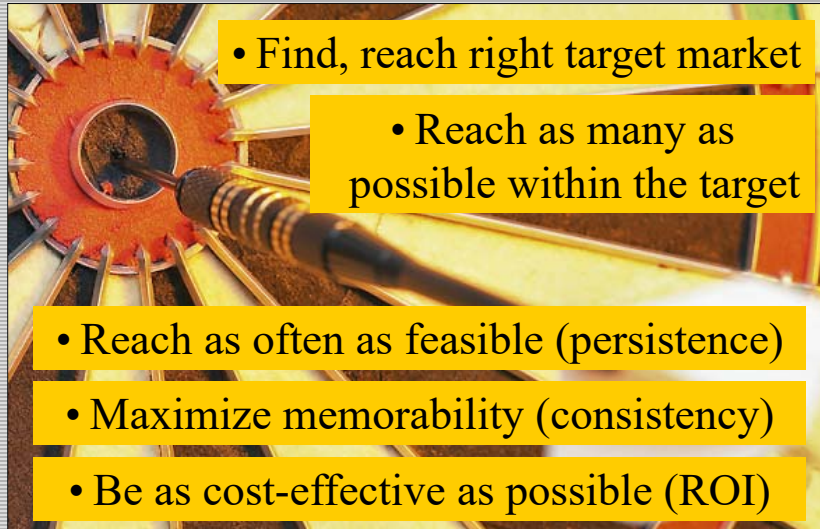 • Find, reach right target market
• Reach as many as
possible within the target
• Reach as often as feasible (persistence)
• Maximize memorability (consistency)
• Be as cost-effective as possible (ROI)